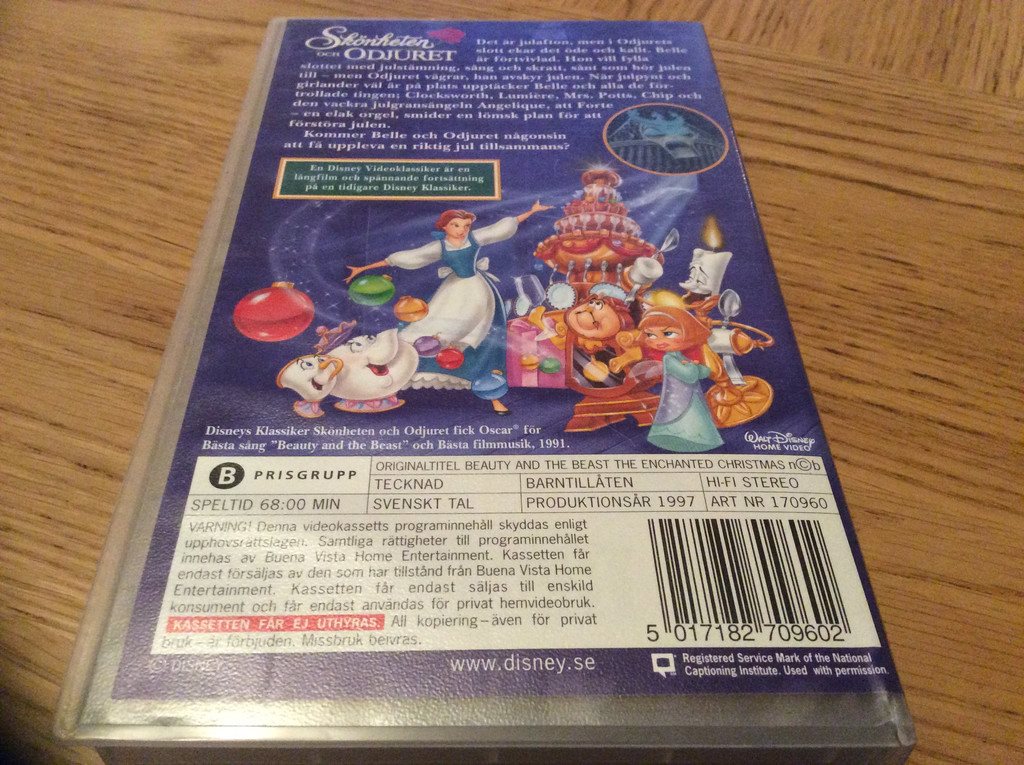 Skönheten
OCH ODJURET
Det är julafton, men i Odjurets
slott ekar det öde och kallt. Belle
är förtvivlad. Hon vill fylla
slottet med julstämning, sång och skratt, sånt som hör julen
till – men Odjuret vägrar, han avskyr julen. När julpynt och
girlander väl är på plats upptäcker Belle och alla de för-
trollade tingen; Clocksworth, Lumière, Mrs. Potts, Chip och
den vackra julgransängeln Angelique, att Forte
– en elak orgel, smider en lömsk plan för att
förstöra julen.
Kommer Belle och Odjuret någonsin
att få uppleva en riktig jul tillsammans?
En Disney Videoklassiker är en
långfilm och spännande fortsättning
på en tidigare Disney Klassiker.
Disneys Klassiker Skönheten och Odjuret fick Oscar® för
Bästa sång "Beauty and the Beast" och Bästa filmmusik, 1991.
WALT DISNEY
HOME VIDEO
B PRISGRUPP
ORIGINALTITEL BEAUTY AND THE BEAST THE ENCHANTED CHRISTMAS n©b
TECKNAD BARNTILLÅTEN HI-FI STEREO
SPELTID 68:00 MIN SVENSKT TAL PRODUKTIONSÅR 1997 ART NR 170960
VARNING! Denna videokassetts programinnehåll skyddas enligt
upphovsrättslagen. Samtliga rättigheter till programinnehållet
innehas av Buena Vista Home Entertainment. Kassetten får
endast försäljas av den som har tillstånd från Buena Vista Home
Entertainment. Kassetten får endast säljas till enskild
konsument och får endast användas för privat hemvideobruk.
KASSETTEN FÅR EJ UTHYRAS. All kopiering – även för privat
bruk – är förbjuden. Missbruk beivras.
5 017182 709602
© DISNEY
www.disney.se
Registered Service Mark of the National
Captioning Institute. Used with permission